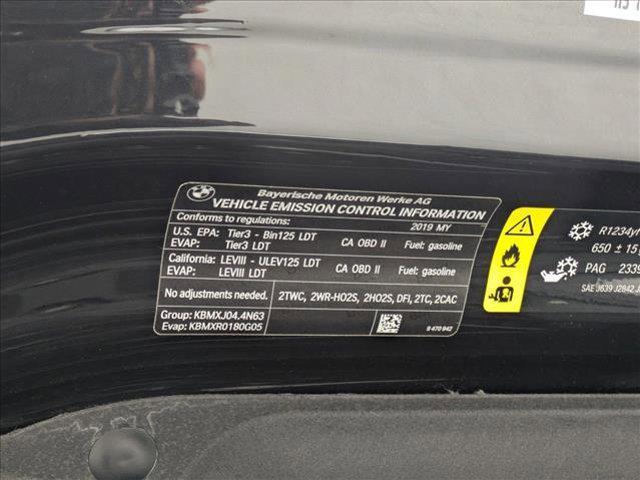 BMW
Bayerische Motoren Werke AG
VEHICLE EMISSION CONTROL INFORMATION
Conforms to regulations: 2019 MY
U.S. EPA: Tier3 - Bin125 LDT CA OBD II Fuel: gasoline
EVAP: Tier3 LDT
California: LEVIII - ULEV125 LDT CA OBD II Fuel: gasoline
EVAP: LEVIII LDT
No adjustments needed. 2TWC, 2WR-HO2S, 2HO2S, DFI, 2TC, 2CAC
Group: KBMXJ04.4N63
Evap: KBMXR0180G05
9 470 942
R1234yf
650 ± 15
PAG 2339
SAE J639 J2842